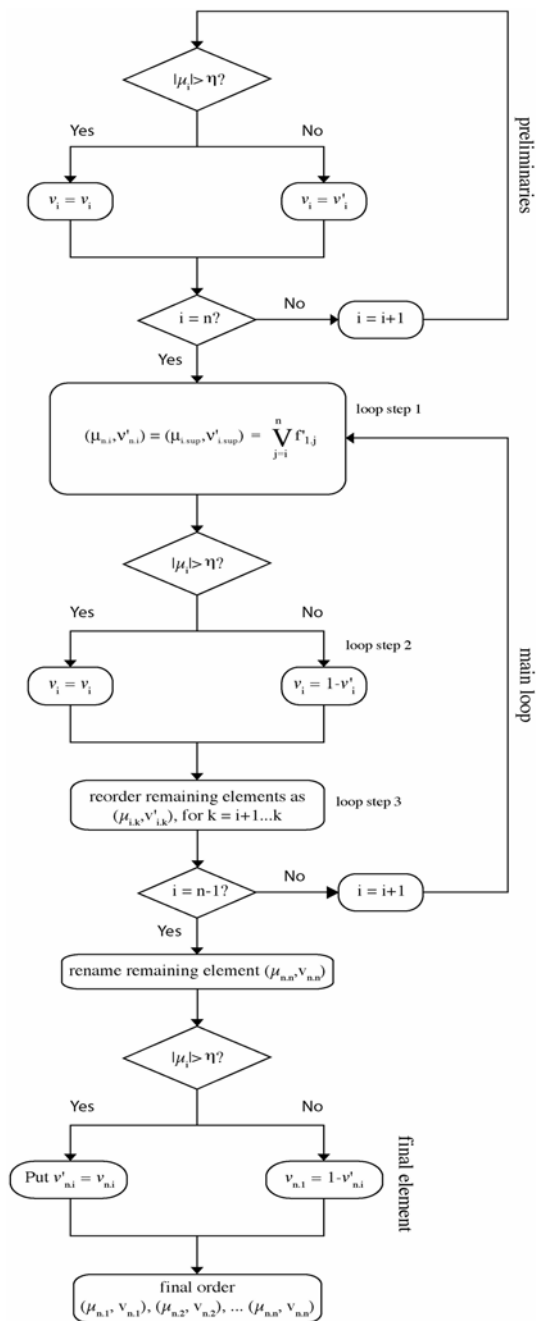 |μᵢ|> η?
Yes
No
vᵢ = vᵢ
vᵢ = v'ᵢ
preliminaries
i = n?
No
i = i+1
Yes
loop step 1
n
(μₙ.ᵢ,v'ₙ.ᵢ) = (μᵢ.sup,v'ᵢ.sup) = V f'₁.ⱼ
j=i
|μᵢ|> η?
Yes
No
loop step 2
vᵢ = vᵢ
vᵢ = 1-v'ᵢ
main loop
reorder remaining elements as
(μᵢ.ₖ,v'ᵢ.ₖ), for k = i+1...k
loop step 3
i = n-1?
No
i = i+1
Yes
rename remaining element (μₙ.ₙ,vₙ.ₙ)
|μᵢ|> η?
Yes
No
final element
Put v'ₙ.ᵢ = vₙ.ᵢ
vₙ.₁ = 1-v'ₙ.ᵢ
final order
(μₙ.₁, vₙ.₁), (μₙ.₂, vₙ.₂), ... (μₙ.ₙ, vₙ.ₙ)